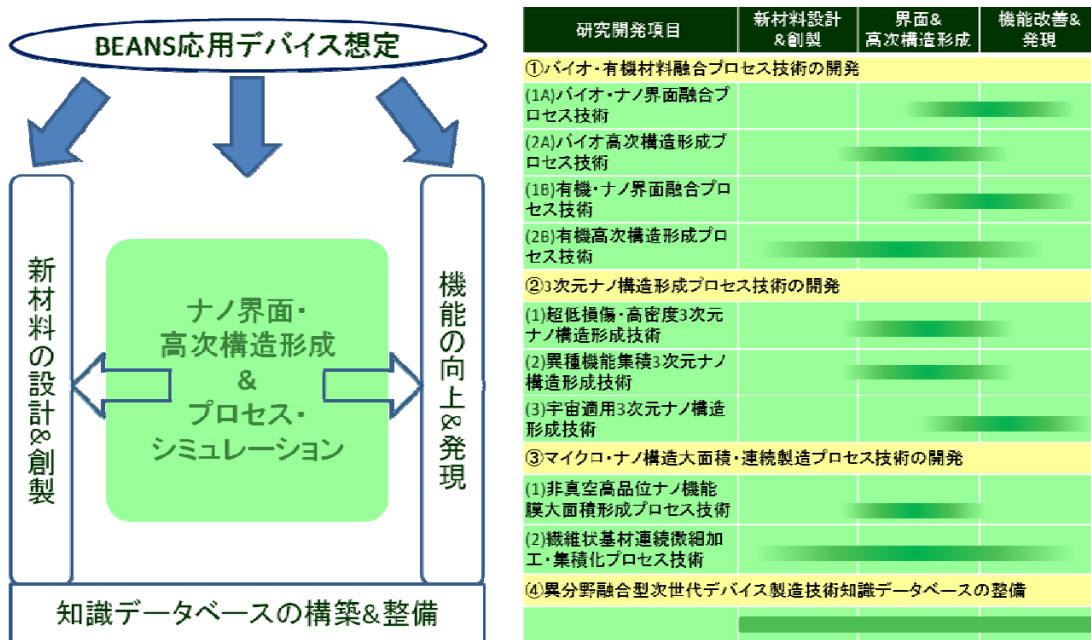 BEANS応用デバイス想定
新材料の設計&創製
ナノ界面・
高次構造形成
&
プロセス・
シミュレーション
機能の向上&発現
知識データベースの構築&整備
研究開発項目
新材料設計
&創製
界面&
高次構造形成
機能改善&
発現
①バイオ・有機材料融合プロセス技術の開発
(1A)バイオ・ナノ界面融合プ
ロセス技術
(2A)バイオ高次構造形成プ
ロセス技術
(1B)有機・ナノ界面融合プロ
セス技術
(2B)有機高次構造形成プロ
セス技術
②3次元ナノ構造形成プロセス技術の開発
(1)超低損傷・高密度3次元
ナノ構造形成技術
(2)異種機能集積3次元ナノ
構造形成技術
(3)宇宙適用3次元ナノ構造
形成技術
③マイクロ・ナノ構造大面積・連続製造プロセス技術の開発
(1)非真空高品位ナノ機能
膜大面積形成プロセス技術
(2)繊維状基材連続微細加
工・集積化プロセス技術
④異分野融合型次世代デバイス製造技術知識データベースの整備